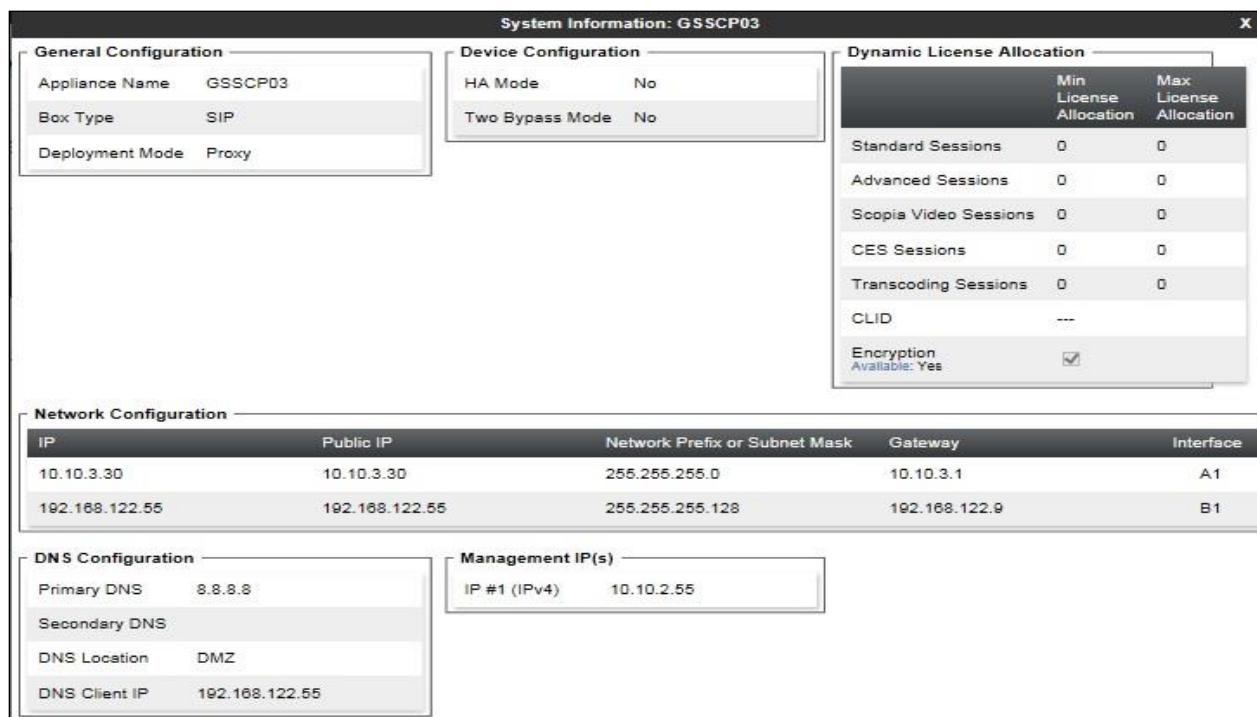 System Information: GSSCP03 X
General Configuration
Appliance Name GSSCP03
Box Type SIP
Deployment Mode Proxy
Device Configuration
HA Mode No
Two Bypass Mode No
Dynamic License Allocation
Min License Allocation Max License Allocation
Standard Sessions 0 0
Advanced Sessions 0 0
Scopia Video Sessions 0 0
CES Sessions 0 0
Transcoding Sessions 0 0
CLID ---
Encryption
Available: Yes
Network Configuration
IP Public IP Network Prefix or Subnet Mask Gateway Interface
10.10.3.30 10.10.3.30 255.255.255.0 10.10.3.1 A1
192.168.122.55 192.168.122.55 255.255.255.128 192.168.122.9 B1
DNS Configuration
Primary DNS 8.8.8.8
Secondary DNS
DNS Location DMZ
DNS Client IP 192.168.122.55
Management IP(s)
IP #1 (IPv4) 10.10.2.55